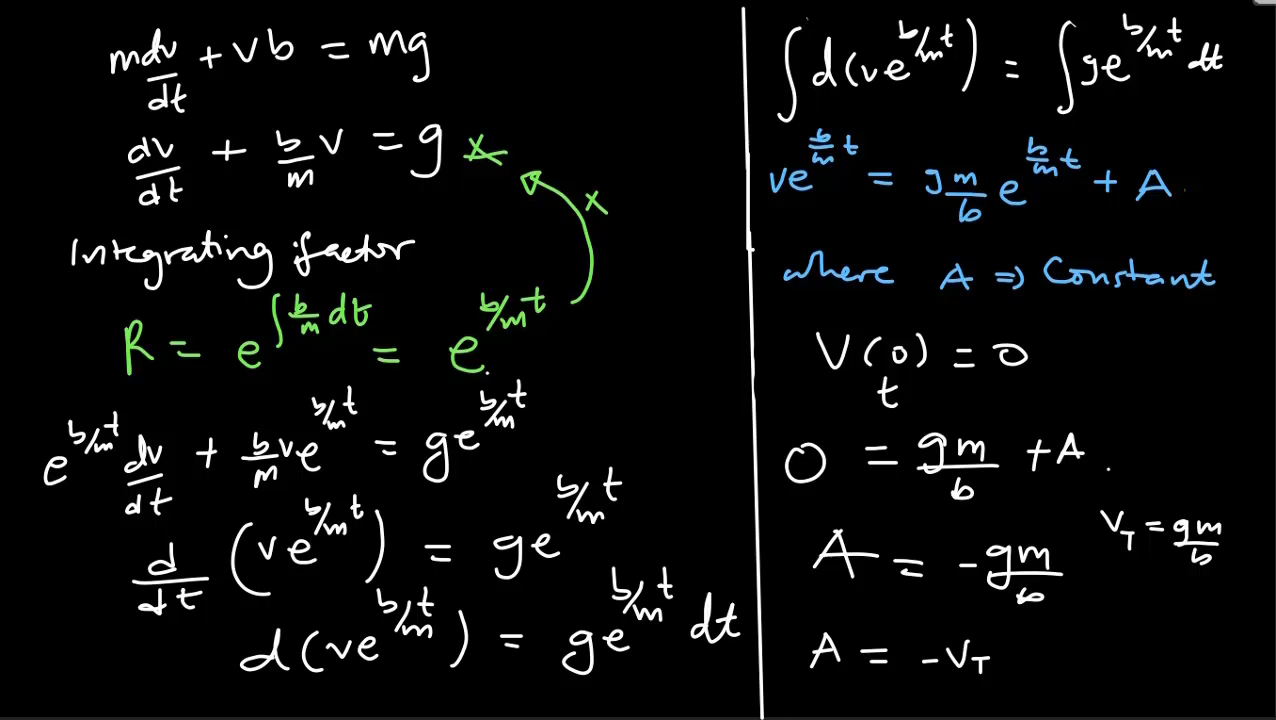 m dv/dt + vb = mg
dv/dt + b/m v = g ×
×
Integrating factor
R = e^∫ b/m dt = e^b/m t
e^b/m t dv/dt + b/m v e^b/m t = g e^b/m t
d/dt (v e^b/m t) = g e^b/m t
d(v e^b/m t) = g e^b/m t dt
∫ d(v e^b/m t) = ∫ g e^b/m t dt
v e^b/m t = g m/b e^b/m t + A
where A ⇒ Constant
V(0) = 0
t
0 = gm/b + A
V_T = gm/b
A = - gm/b
A = - V_T